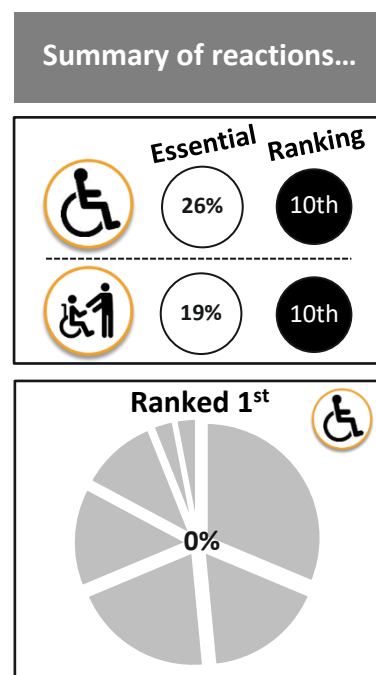 Summary of reactions...
Essential Ranking
26% 10th
19% 10th
Ranked 1st
0%